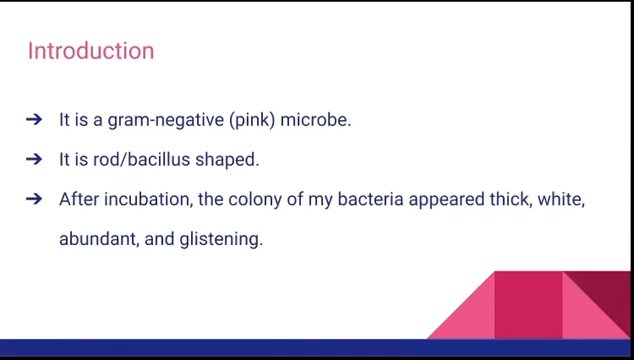 Introduction
➔ It is a gram-negative (pink) microbe.
➔ It is rod/bacillus shaped.
➔ After incubation, the colony of my bacteria appeared thick, white,
abundant, and glistening.